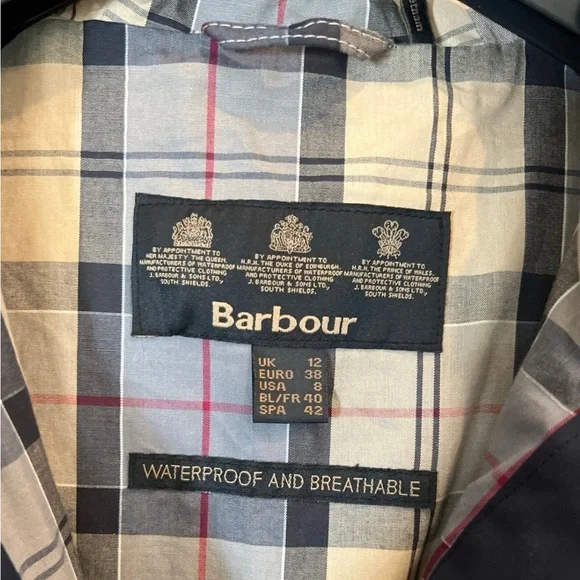 BY APPOINTMENT TO
HER MAJESTY THE QUEEN.
MANUFACTURERS OF WATERPROOF
AND PROTECTIVE CLOTHING
J. BARBOUR & SONS LTD,
SOUTH SHIELDS.
BY APPOINTMENT TO
H.R.H. THE DUKE OF EDINBURGH.
MANUFACTURERS OF WATERPROOF
AND PROTECTIVE CLOTHING
J. BARBOUR & SONS LTD,
SOUTH SHIELDS.
BY APPOINTMENT TO
H.R.H. THE PRINCE OF WALES.
MANUFACTURERS OF WATERPROOF
AND PROTECTIVE CLOTHING
J. BARBOUR & SONS LTD,
SOUTH SHIELDS.
Barbour
UK 12
EURO 38
USA 8
BL/FR 40
SPA 42
WATERPROOF AND BREATHABLE